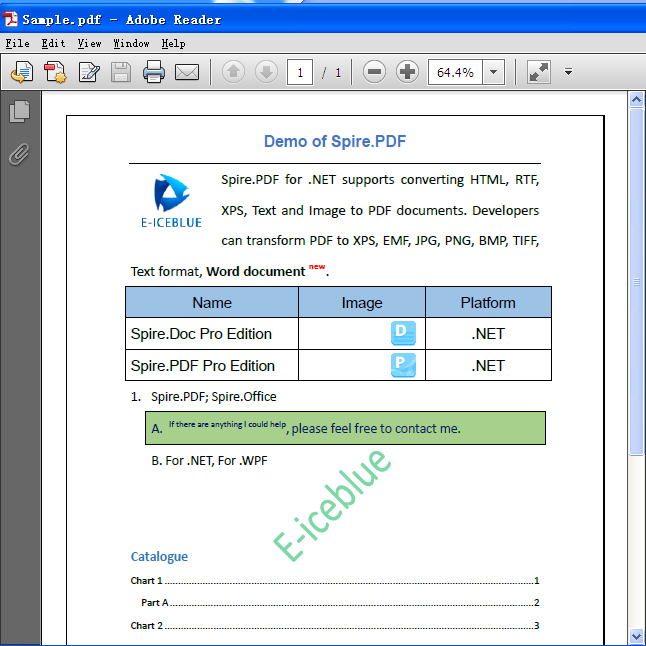 Sample.pdf - Adobe Reader
File Edit View Window Help
1 / 1 64.4%
Demo of Spire.PDF
Spire.PDF for .NET supports converting HTML, RTF,
XPS, Text and Image to PDF documents. Developers
E-ICEBLUE
can transform PDF to XPS, EMF, JPG, PNG, BMP, TIFF,
Text format, Word document new.
Name Image Platform
Spire.Doc Pro Edition D .NET
Spire.PDF Pro Edition P .NET
1. Spire.PDF; Spire.Office
A. If there are anything I could help, please feel free to contact me.
B. For .NET, For .WPF
E-iceblue
Catalogue
Chart 1 ........................................................ 1
Part A ........................................................ 2
Chart 2 ........................................................ 3